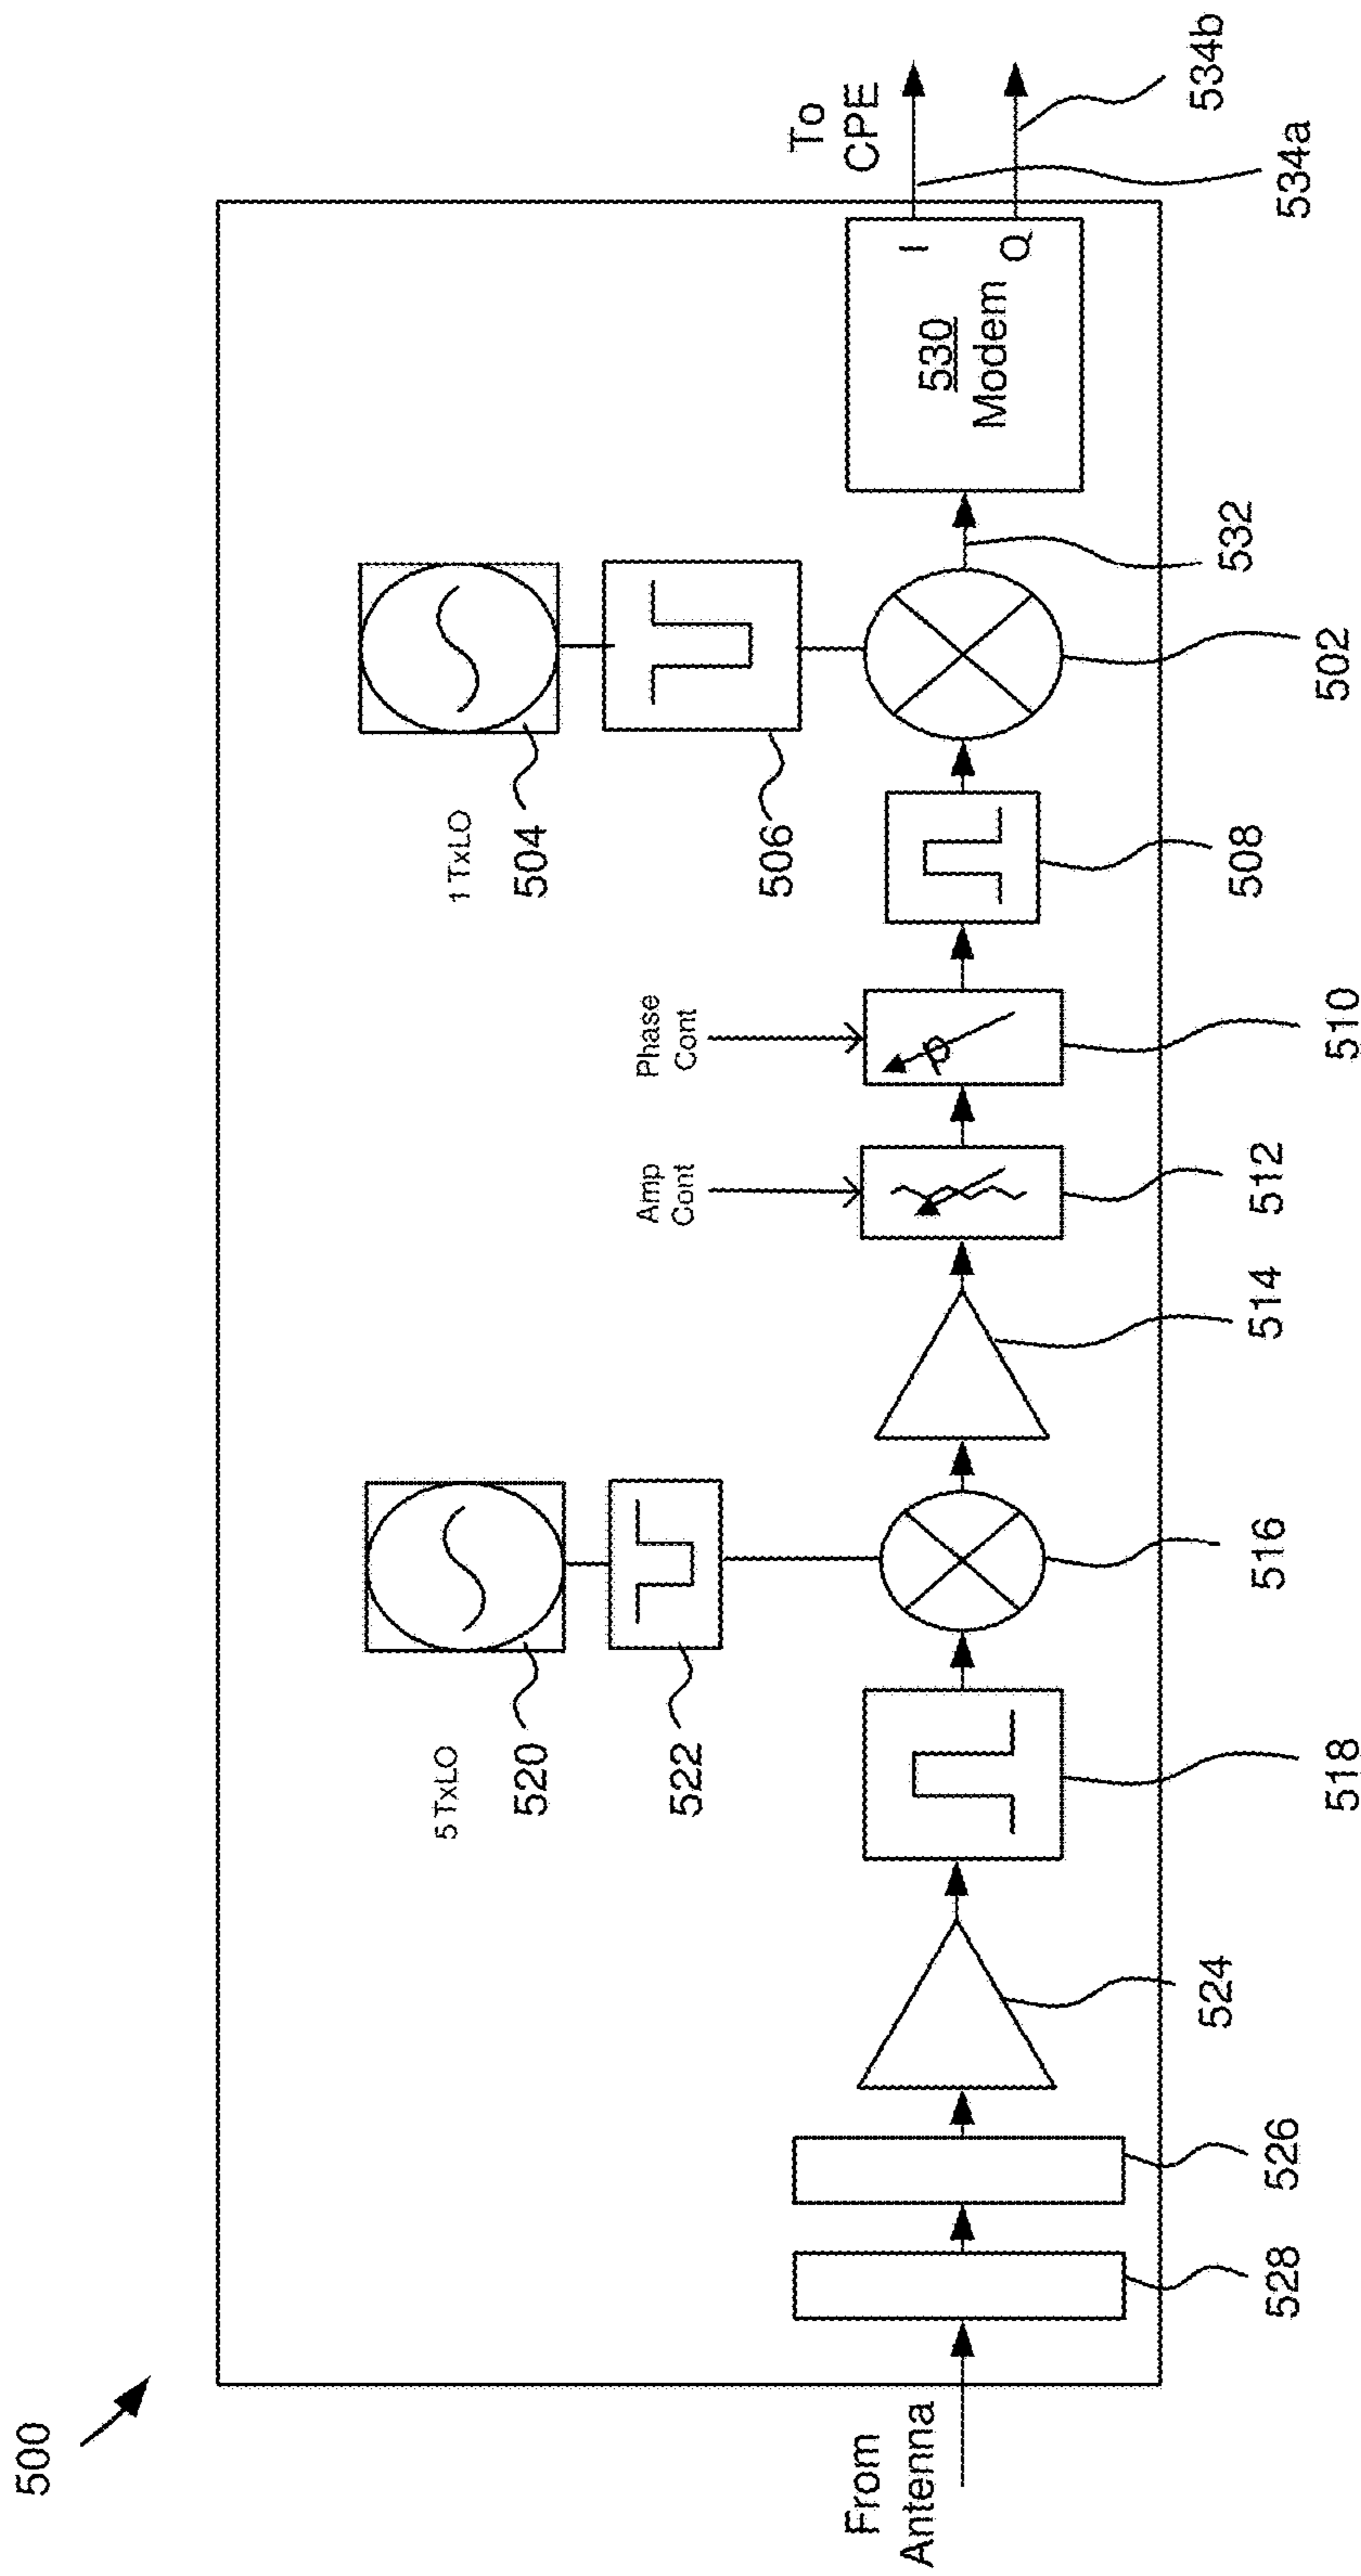 500
5 TxLO
520
522
1 TxLO
504
506
Amp
Cont
Phase
Cont
From
Antenna
To
CPE
530
Modem
I
Q
528
526
524
518
516
514
512
510
508
502
532
534a
534b